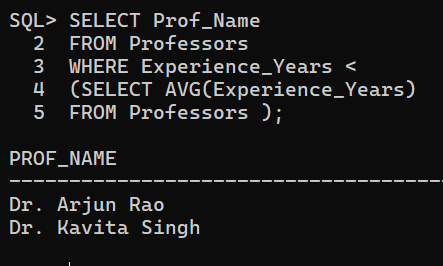 SQL> SELECT Prof_Name
  2  FROM Professors
  3  WHERE Experience_Years <
  4  (SELECT AVG(Experience_Years)
  5  FROM Professors );
PROF_NAME
----------------------------------------
Dr. Arjun Rao
Dr. Kavita Singh